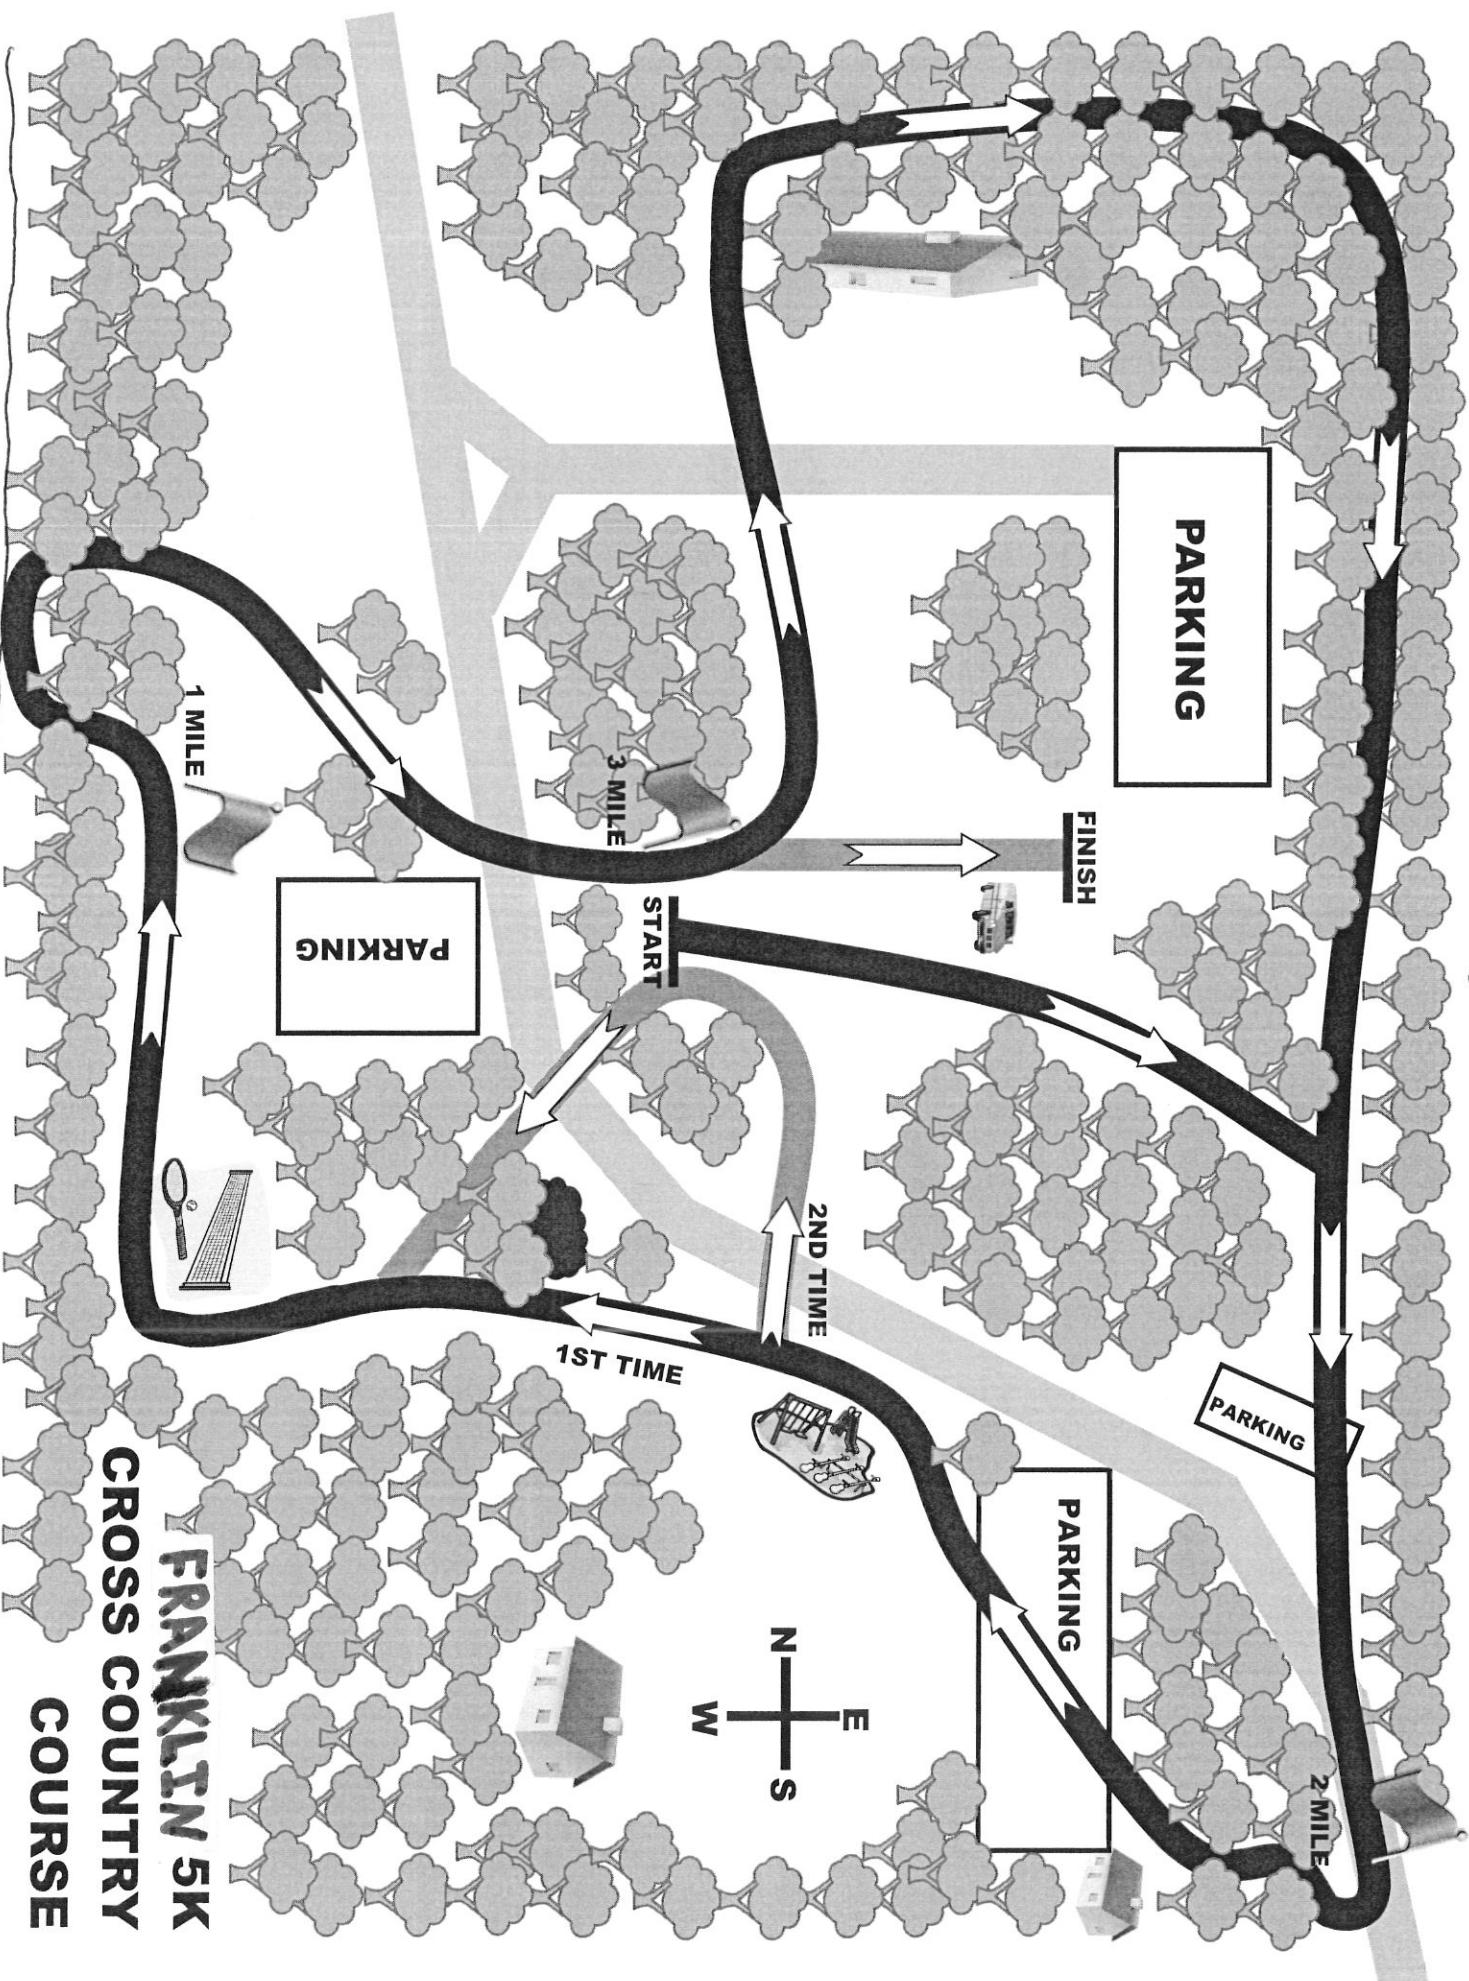 PARKING
FINISH
3 MILE
START
1 MILE
PARKING
2ND TIME
1ST TIME
PARKING
PARKING
N
E
W
S
2 MILE
FRANKLIN 5K
CROSS COUNTRY
COURSE